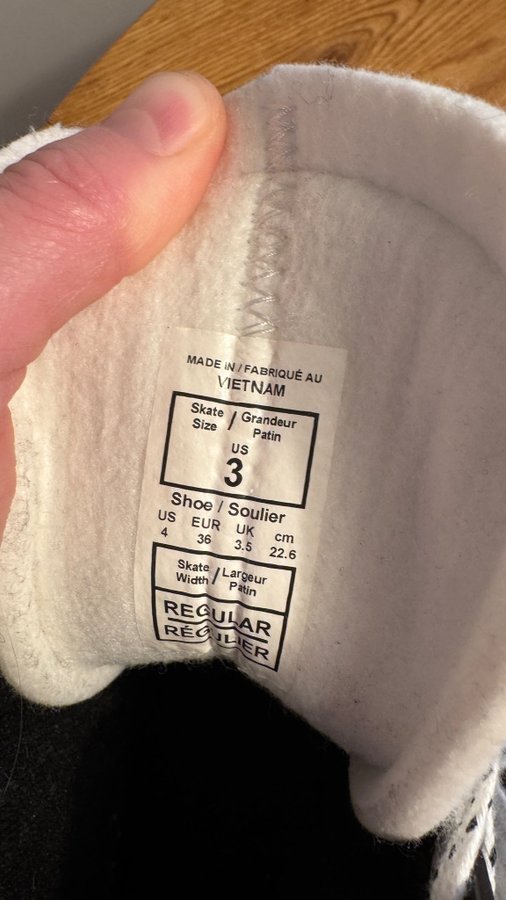 MADE IN / FABRIQUÉ AU
VIETNAM
Skate / Grandeur
Size Patin
US
3
Shoe / Soulier
US EUR UK cm
4 36 3.5 22.6
Skate / Largeur
Width Patin
REGULAR
RÉGULIER